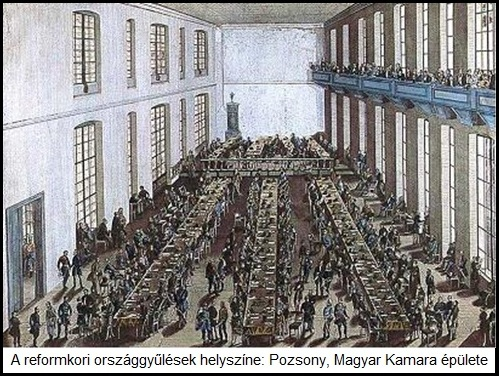 A reformkori országgyűlések helyszíne: Pozsony, Magyar Kamara épülete